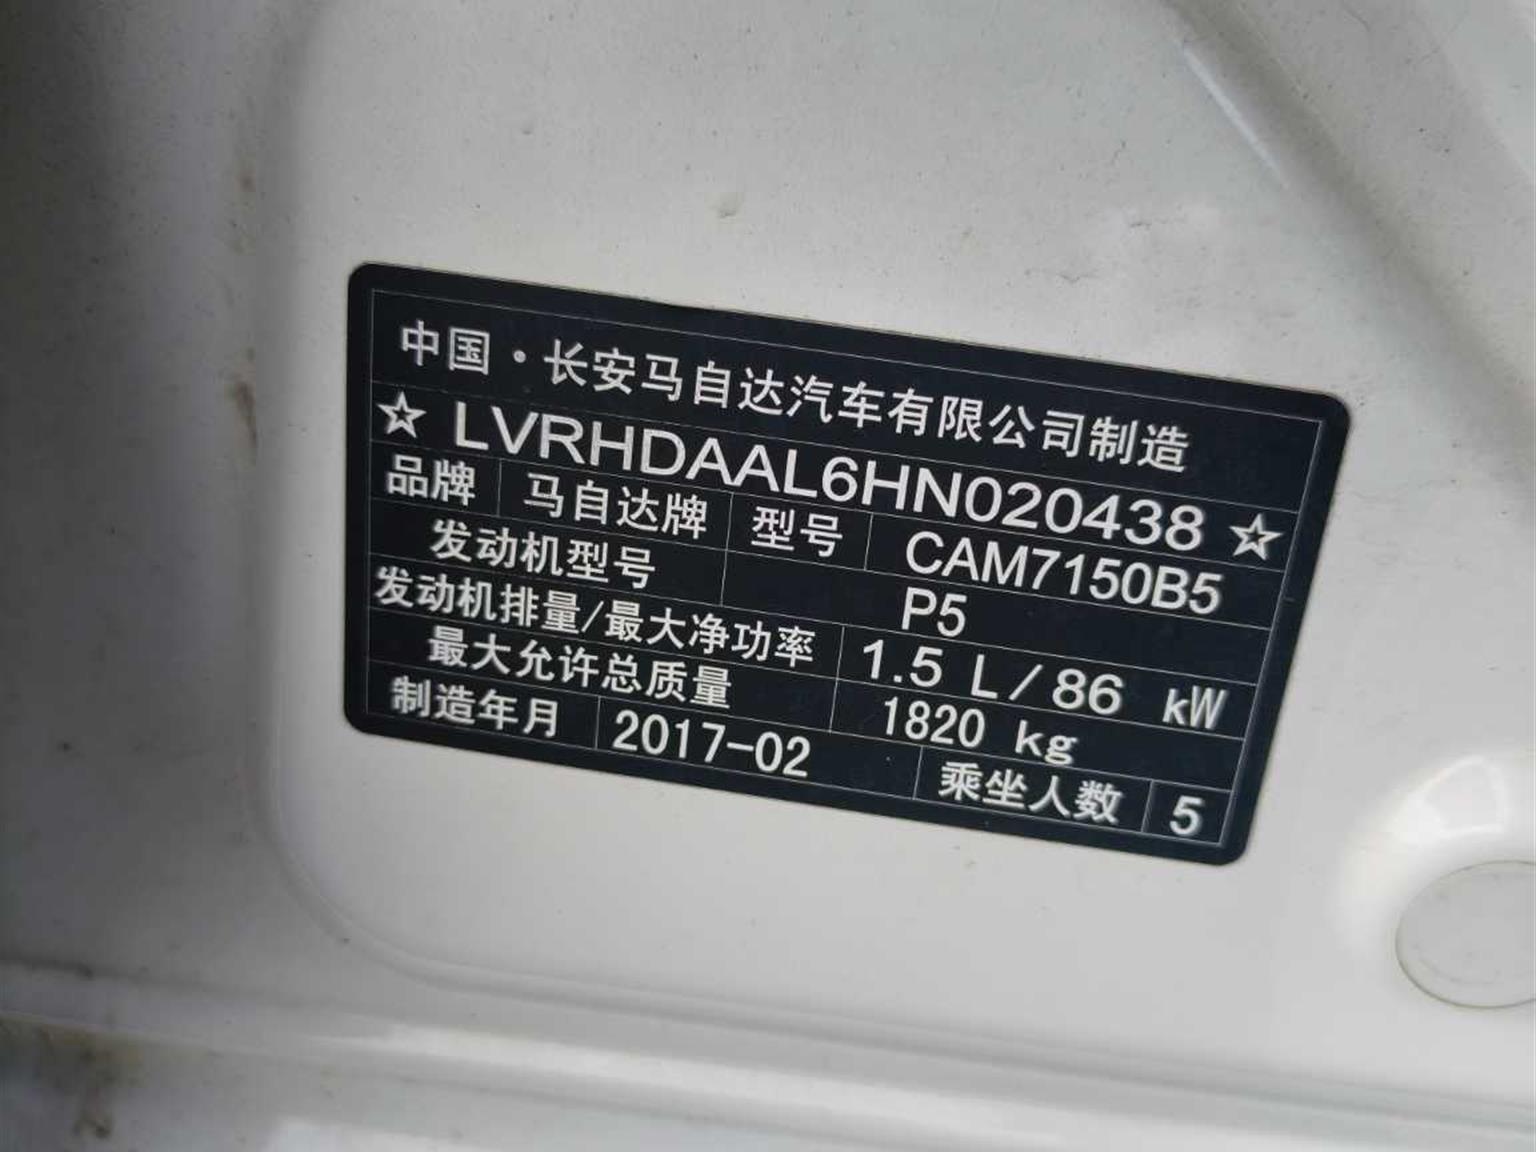 中国·长安马自达汽车有限公司制造
☆LVRHDAAL6HN020438☆
品牌 马自达牌 型号 CAM7150B5
发动机型号 P5
发动机排量/最大净功率 1.5 L/86 kW
最大允许总质量 1820 kg
制造年月 2017-02 乘坐人数 5